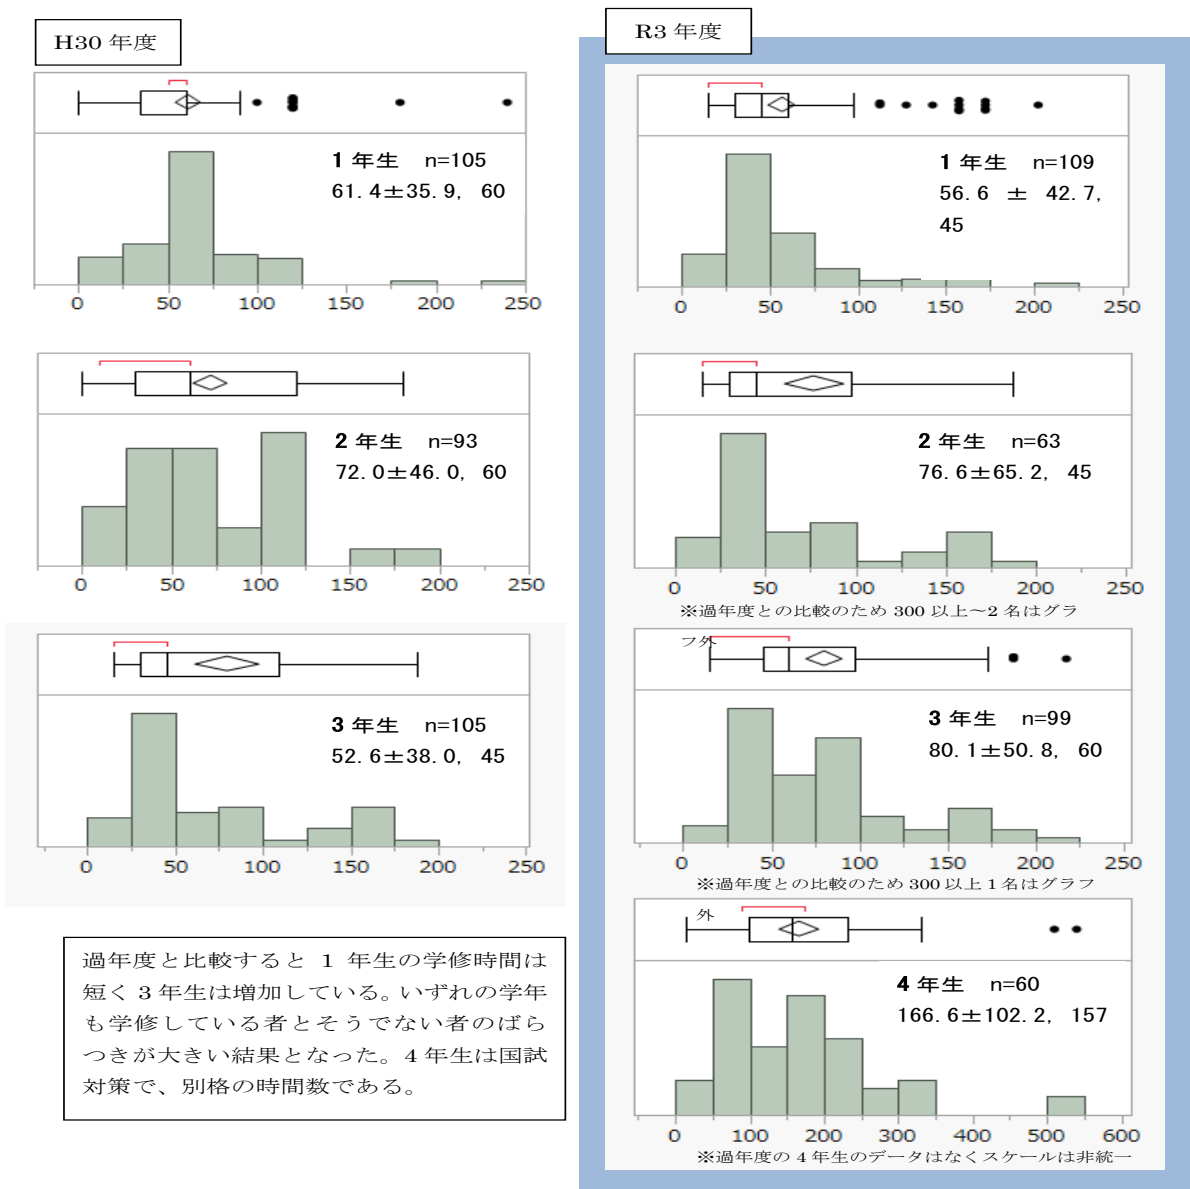 H30 年度
1 年生 n=105
61.4±35.9, 60
0 50 100 150 200 250
2 年生 n=93
72.0±46.0, 60
0 50 100 150 200 250
3 年生 n=105
52.6±38.0, 45
0 50 100 150 200 250
過年度と比較すると 1 年生の学修時間は
短く 3 年生は増加している。いずれの学年
も学修している者とそうでない者のばら
つきが大きい結果となった。4 年生は国試
対策で、別格の時間数である。
R3 年度
1 年生 n=109
56.6 ± 42.7,
45
0 50 100 150 200 250
2 年生 n=63
76.6±65.2, 45
0 50 100 150 200 250
※過年度との比較のため 300 以上～2 名はグラ
フ外
3 年生 n=99
80.1±50.8, 60
0 50 100 150 200 250
※過年度との比較のため 300 以上 1 名はグラフ
外
4 年生 n=60
166.6±102.2, 157
0 100 200 300 400 500 600
※過年度の 4 年生のデータはなくスケールは非統一